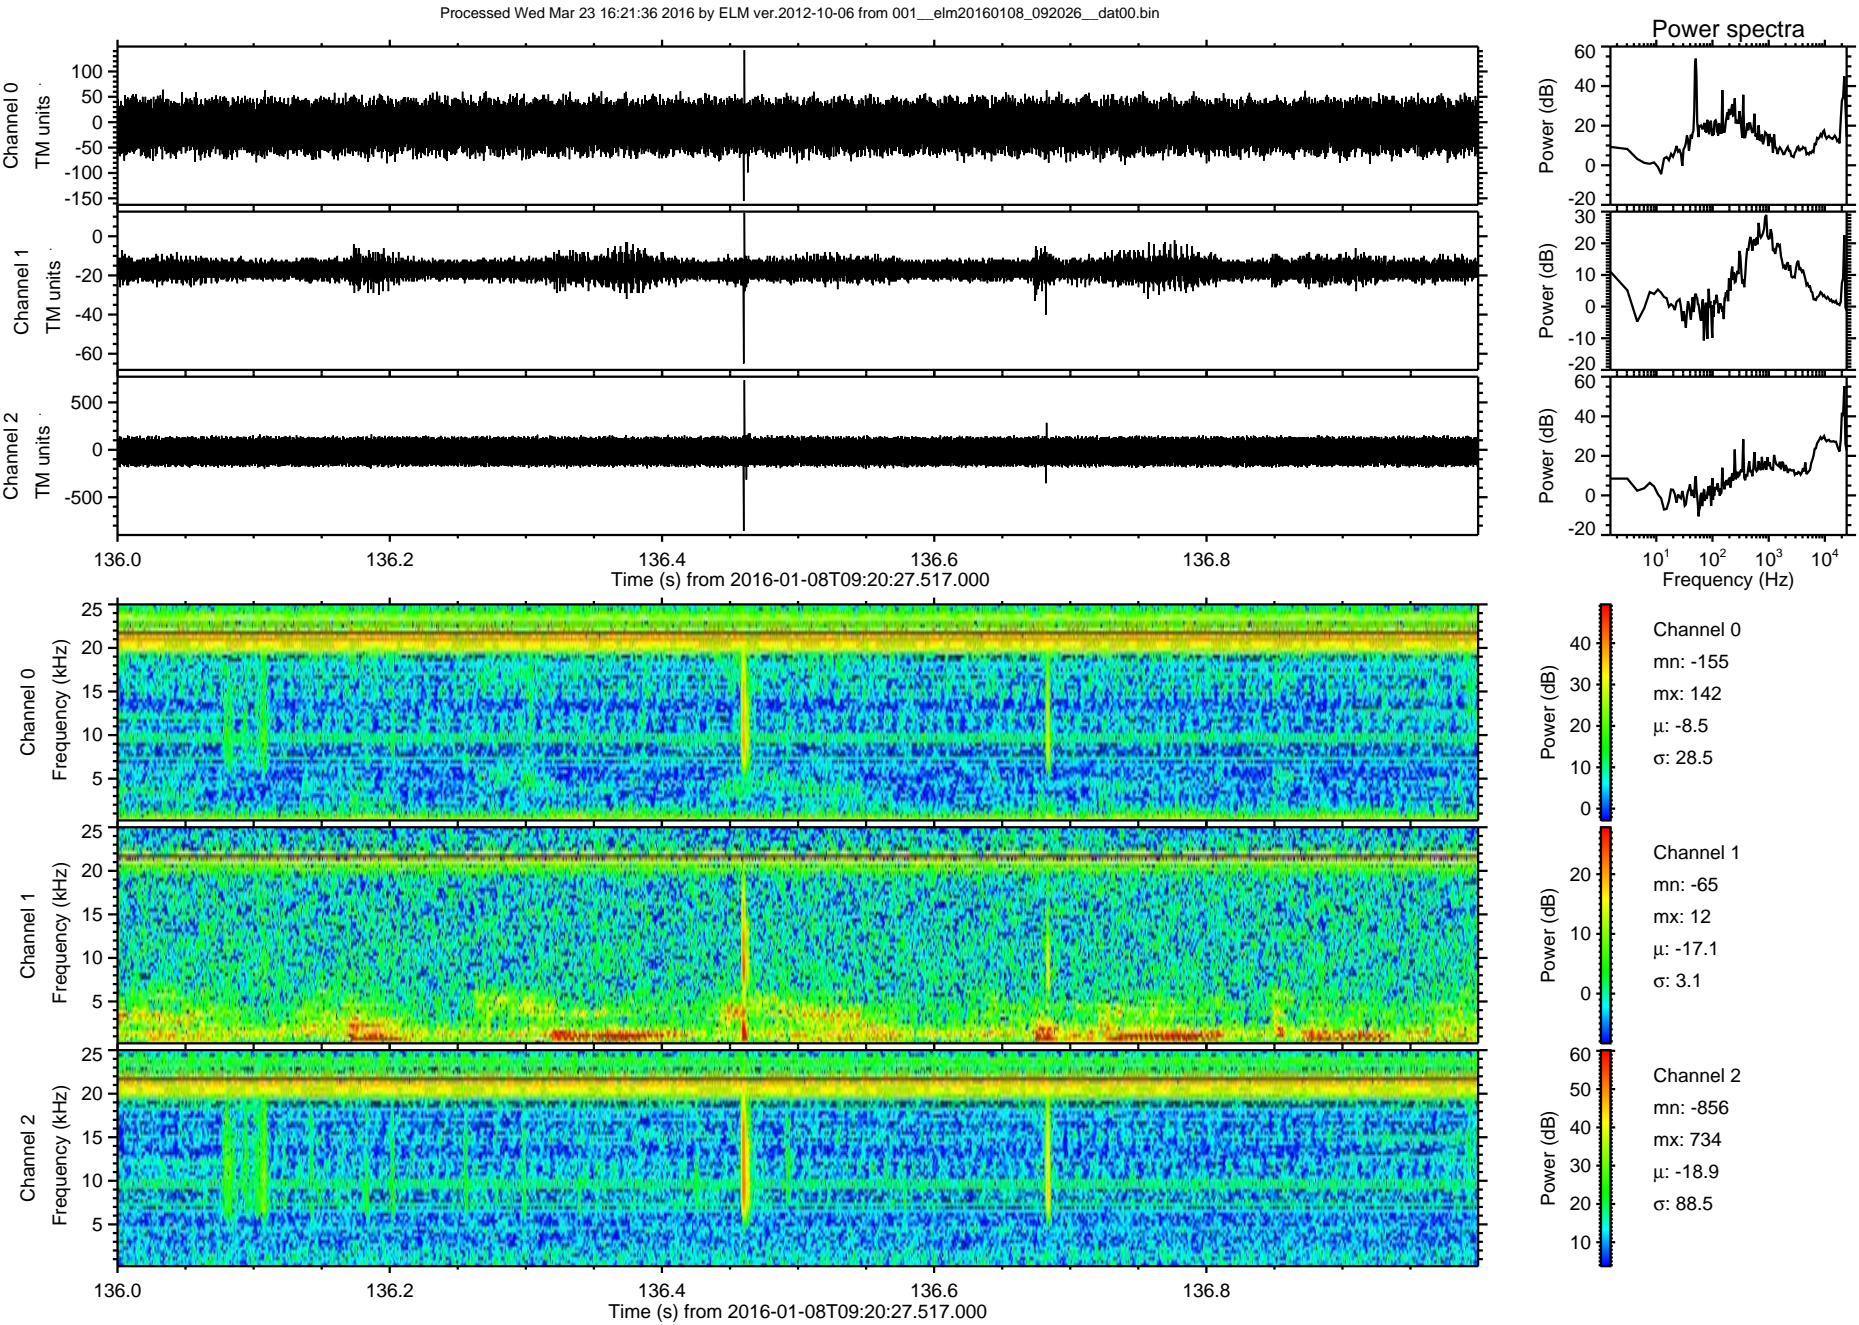 Processed Wed Mar 23 16:21:36 2016 by ELM ver.2012-10-06 from 001__elm20160108_092026__dat00.bin
Power spectra
Channel 0
TM units
100
50
0
-50
-100
-150
Power (dB)
60
40
20
0
-20
Channel 1
TM units
0
-20
-40
-60
Power (dB)
30
20
10
0
-10
-20
Channel 2
TM units
500
0
-500
Power (dB)
60
40
20
0
-20
136.0 136.2 136.4 136.6 136.8
Time (s) from 2016-01-08T09:20:27.517.000
10^1 10^2 10^3 10^4
Frequency (Hz)
Channel 0
Frequency (kHz)
25
20
15
10
5
Power (dB)
40
30
20
10
0
Channel 0
mn: -155
mx: 142
μ: -8.5
σ: 28.5
Channel 1
Frequency (kHz)
25
20
15
10
5
Power (dB)
20
10
0
Channel 1
mn: -65
mx: 12
μ: -17.1
σ: 3.1
Channel 2
Frequency (kHz)
25
20
15
10
5
Power (dB)
60
50
40
30
20
10
Channel 2
mn: -856
mx: 734
μ: -18.9
σ: 88.5
136.0 136.2 136.4 136.6 136.8
Time (s) from 2016-01-08T09:20:27.517.000